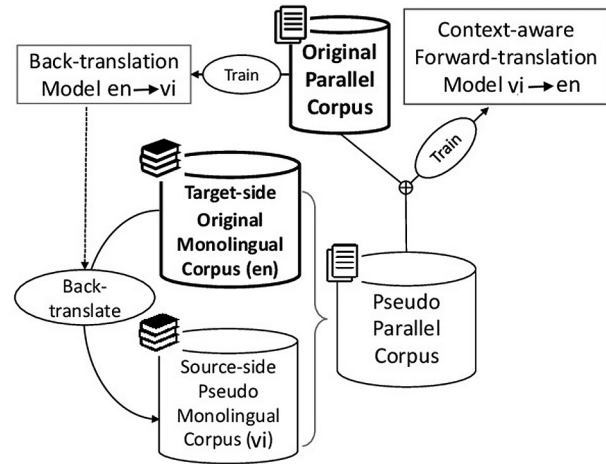 Back-translation
Model en→vi
Train
Original
Parallel
Corpus
Context-aware
Forward-translation
Model vi→en
Train
Target-side
Original
Monolingual
Corpus (en)
Back-
translate
Source-side
Pseudo
Monolingual
Corpus (vi)
Pseudo
Parallel
Corpus